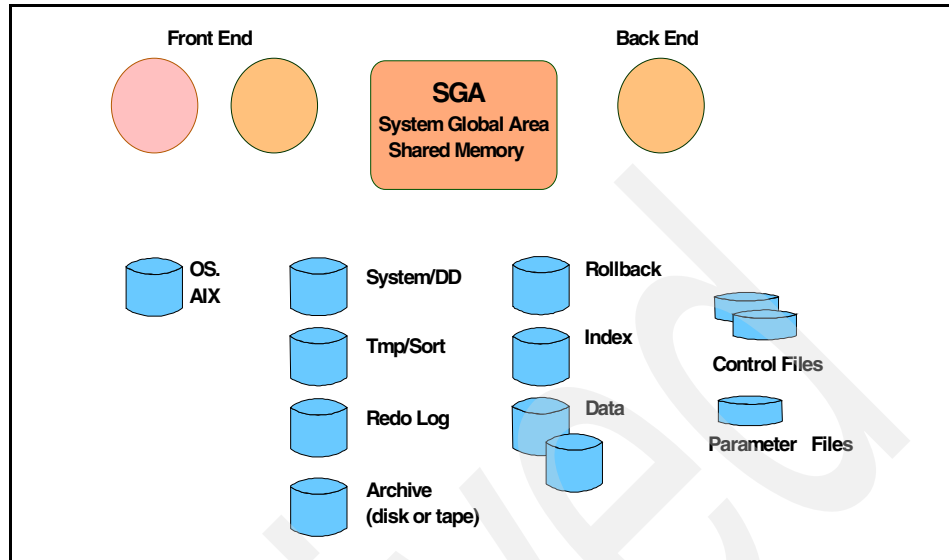 Front End
Back End
SGA
System Global Area
Shared Memory
OS.
AIX
System/DD
Rollback
Tmp/Sort
Index
Control Files
Redo Log
Data
Parameter Files
Archive
(disk or tape)